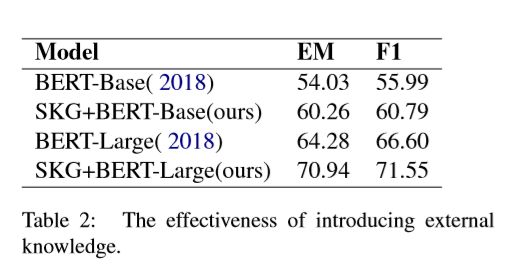 Model EM F1
BERT-Base( 2018) 54.03 55.99
SKG+BERT-Base(ours) 60.26 60.79
BERT-Large( 2018) 64.28 66.60
SKG+BERT-Large(ours) 70.94 71.55
Table 2: The effectiveness of introducing external
knowledge.